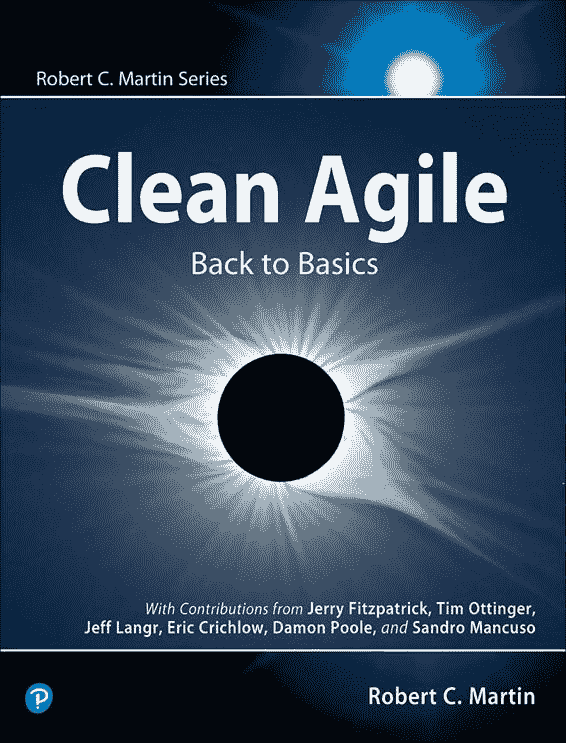 Robert C. Martin Series
Clean Agile
Back to Basics
With Contributions from Jerry Fitzpatrick, Tim Ottinger,
Jeff Langr, Eric Crichlow, Damon Poole, and Sandro Mancuso
Robert C. Martin